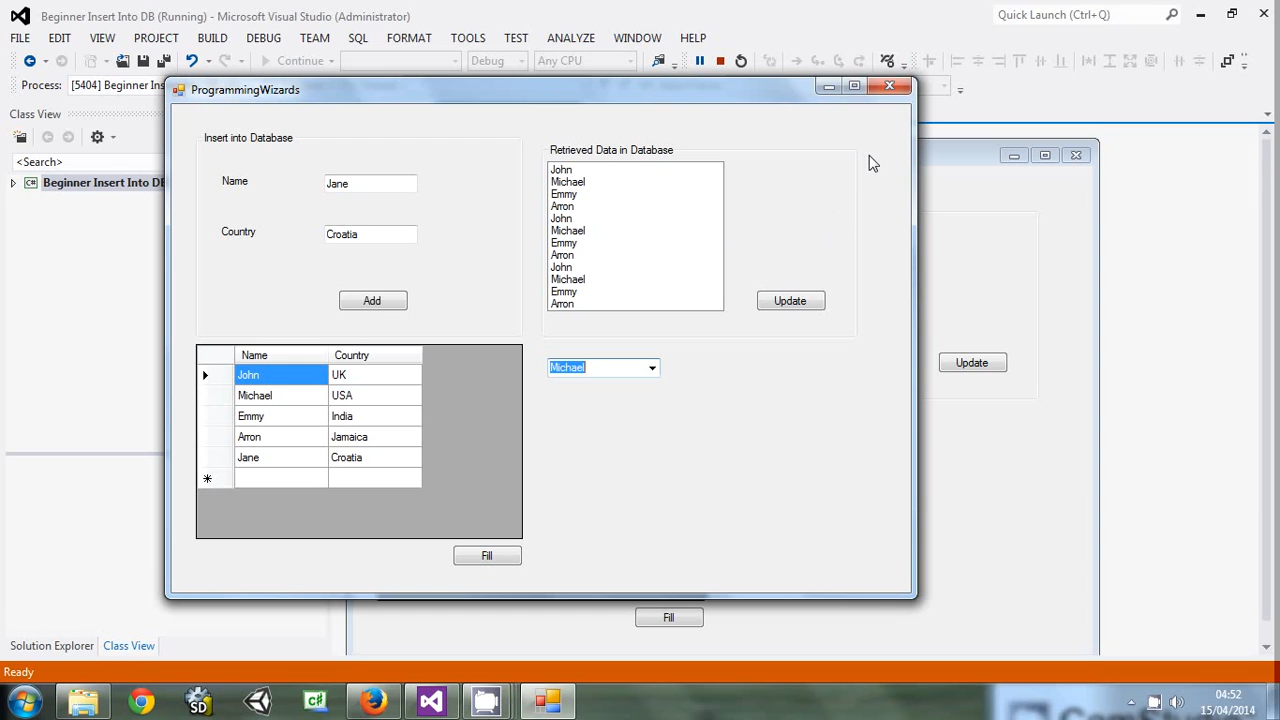 Beginner Insert Into DB (Running) - Microsoft Visual Studio (Administrator)
Quick Launch (Ctrl+Q)
FILE EDIT VIEW PROJECT BUILD DEBUG TEAM SQL FORMAT TOOLS TEST ANALYZE WINDOW HELP
Continue Debug Any CPU
Process: [5404] Beginner Ins
ProgrammingWizards
Class View
<Search>
Beginner Insert Into DB
Insert into Database
Name Jane
Country Croatia
Add
Retrieved Data in Database
John
Michael
Emmy
Arron
John
Michael
Emmy
Arron
John
Michael
Emmy
Arron
Update
Update
Michael
Name Country
John UK
Michael USA
Emmy India
Arron Jamaica
Jane Croatia
Fill
Fill
Solution Explorer Class View
Ready
SD
C#
04:52
15/04/2014